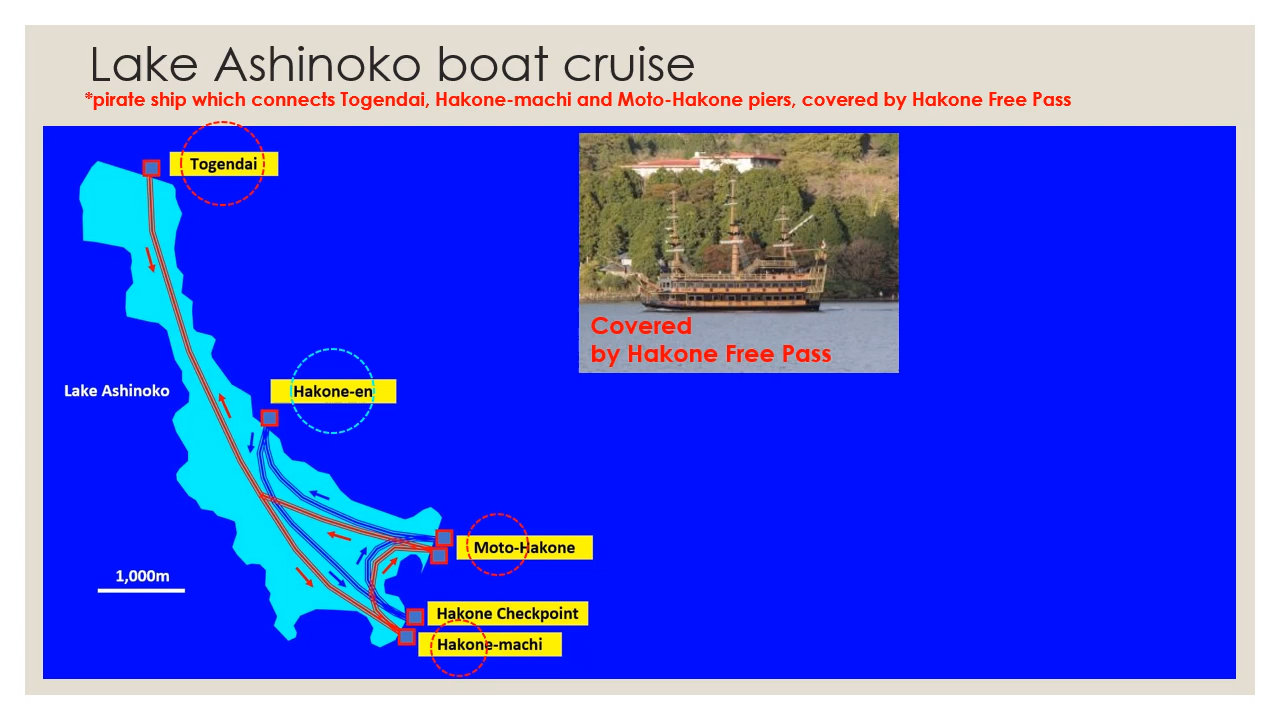 Lake Ashinoko boat cruise
*pirate ship which connects Togendai, Hakone-machi and Moto-Hakone piers, covered by Hakone Free Pass
Togendai
Covered
by Hakone Free Pass
Lake Ashinoko
Hakone-en
Moto-Hakone
1,000m
Hakone Checkpoint
Hakone-machi